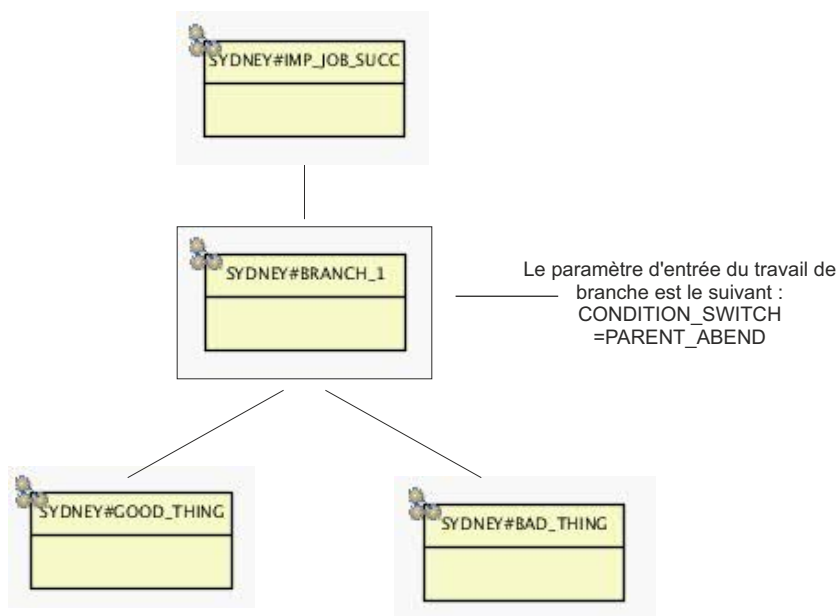 SYDNEY#IMP_JOB_SUCC
SYDNEY#BRANCH_1
Le paramètre d'entrée du travail de
branche est le suivant :
CONDITION_SWITCH
=PARENT_ABEND
SYDNEY#GOOD_THING
SYDNEY#BAD_THING